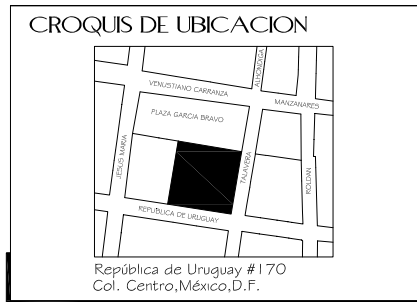 CROQUIS DE UBICACION
ALHONDIGA
VENUSTIANO CARRANZA
MANZANARES
PLAZA GARCIA BRAVO
JESUS MARIA
TALAVERA
ROLDAN
REPUBLICA DE URUGUAY
República de Uruguay #170
Col. Centro,México,D.F.